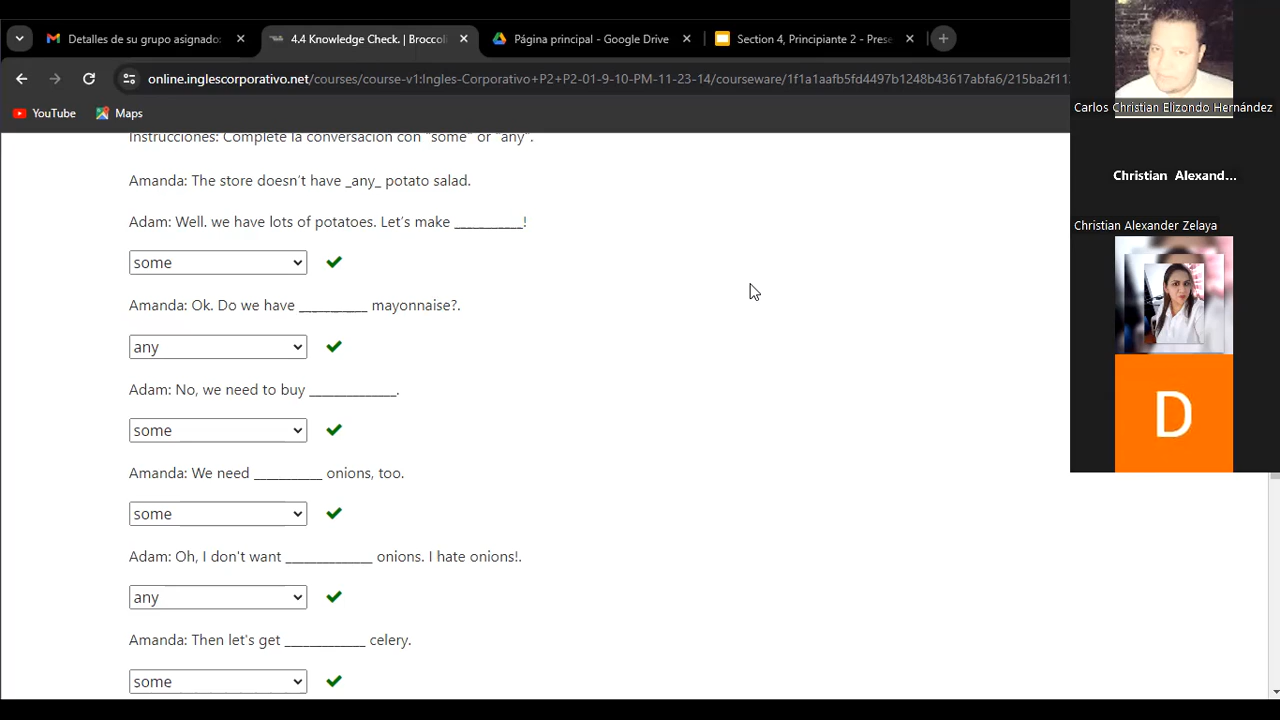 Detalles de su grupo asignado:
4.4 Knowledge Check. | Broccoli
Página principal - Google Drive
Section 4, Principiante 2 - Prese
online.inglescorporativo.net/courses/course-v1:Ingles-Corporativo+P2+P2-01-9-10-PM-11-23-14/courseware/1f1a1aafb5fd4497b1248b43617abfa6/215ba2f11
YouTube
Maps
Instrucciones: Complete la conversación con "some" or "any".
Amanda: The store doesn't have _any_ potato salad.
Adam: Well. we have lots of potatoes. Let's make ___________!
some
Amanda: Ok. Do we have ___________ mayonnaise?.
any
Adam: No, we need to buy ______________.
some
Amanda: We need ___________ onions, too.
some
Adam: Oh, I don't want ______________ onions. I hate onions!.
any
Amanda: Then let's get _____________ celery.
some
Carlos Christian Elizondo Hernández
Christian Alexand...
Christian Alexander Zelaya
D